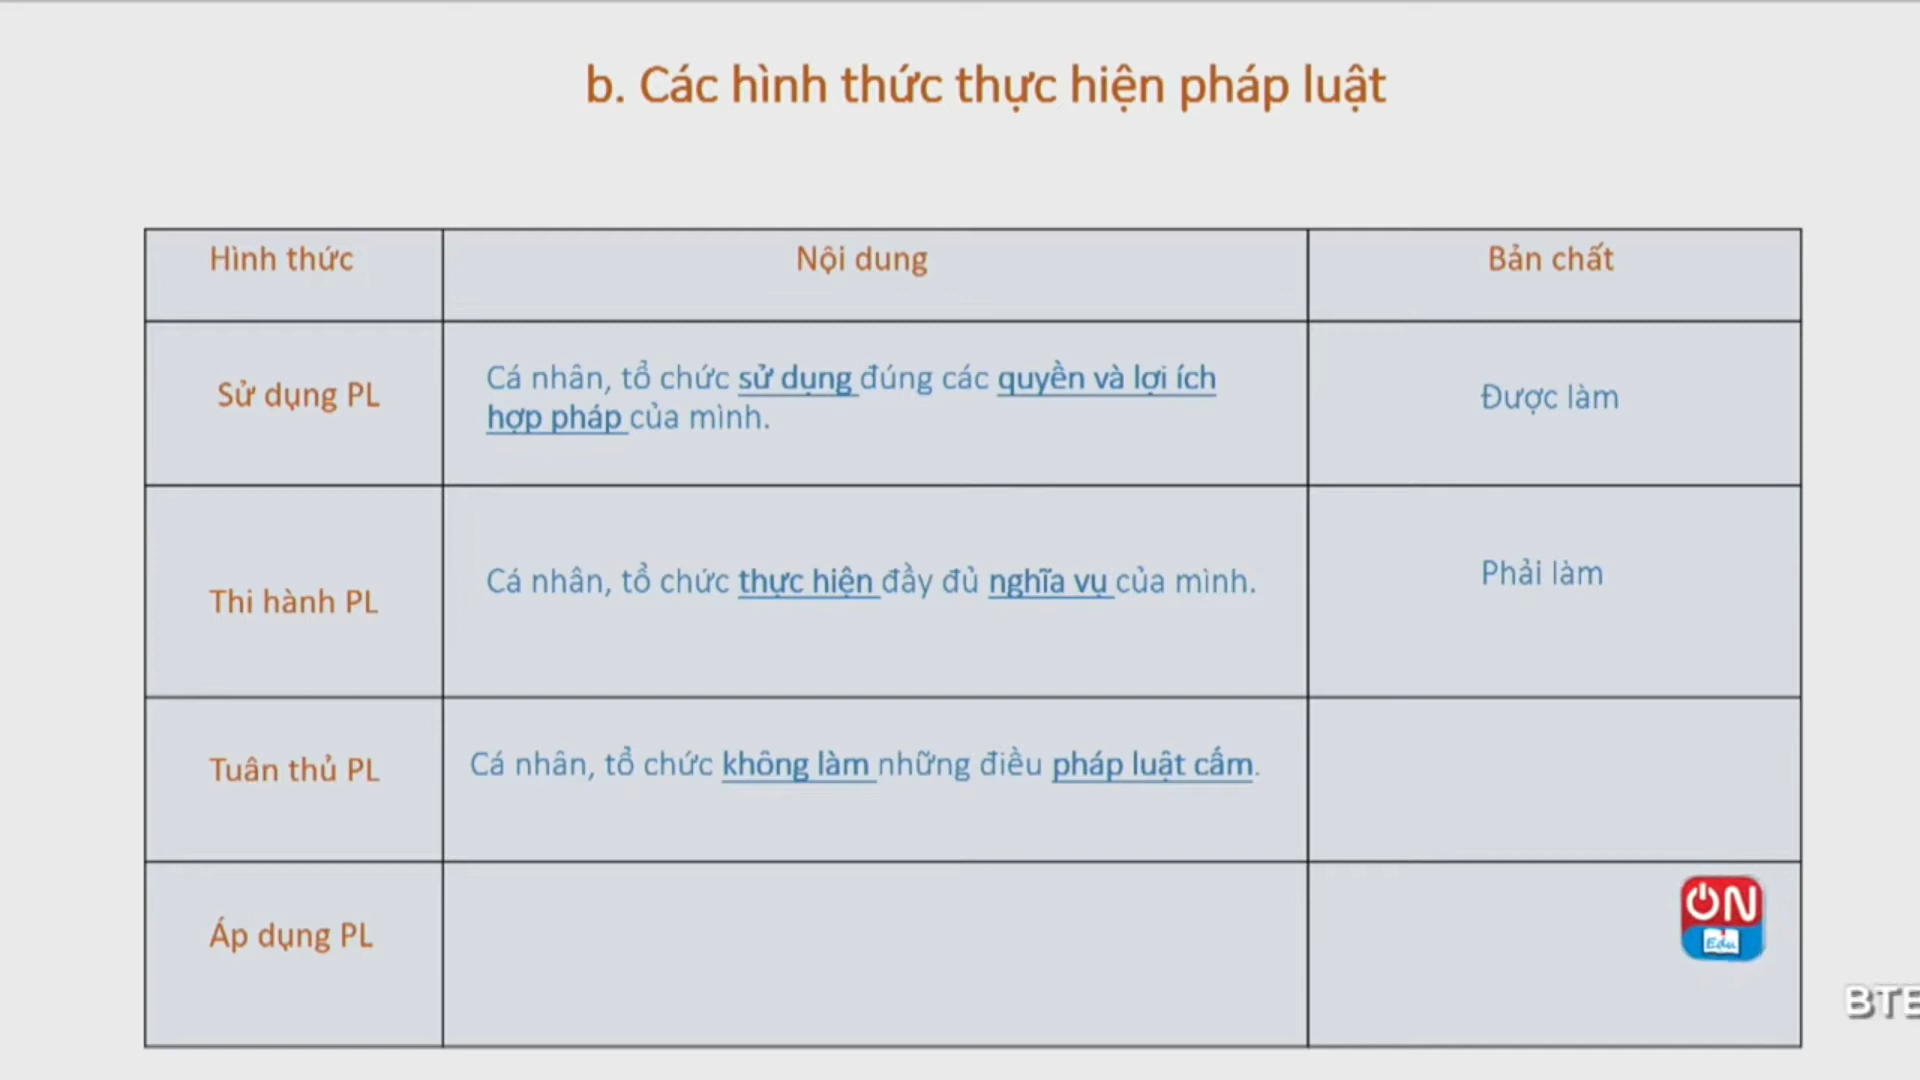 b. Các hình thức thực hiện pháp luật
Hình thức
Nội dung
Bản chất
Sử dụng PL
Cá nhân, tổ chức sử dụng đúng các quyền và lợi ích
hợp pháp của mình.
Được làm
Thi hành PL
Cá nhân, tổ chức thực hiện đầy đủ nghĩa vụ của mình.
Phải làm
Tuân thủ PL
Cá nhân, tổ chức không làm những điều pháp luật cấm.
Áp dụng PL
ON
Edu
BTE